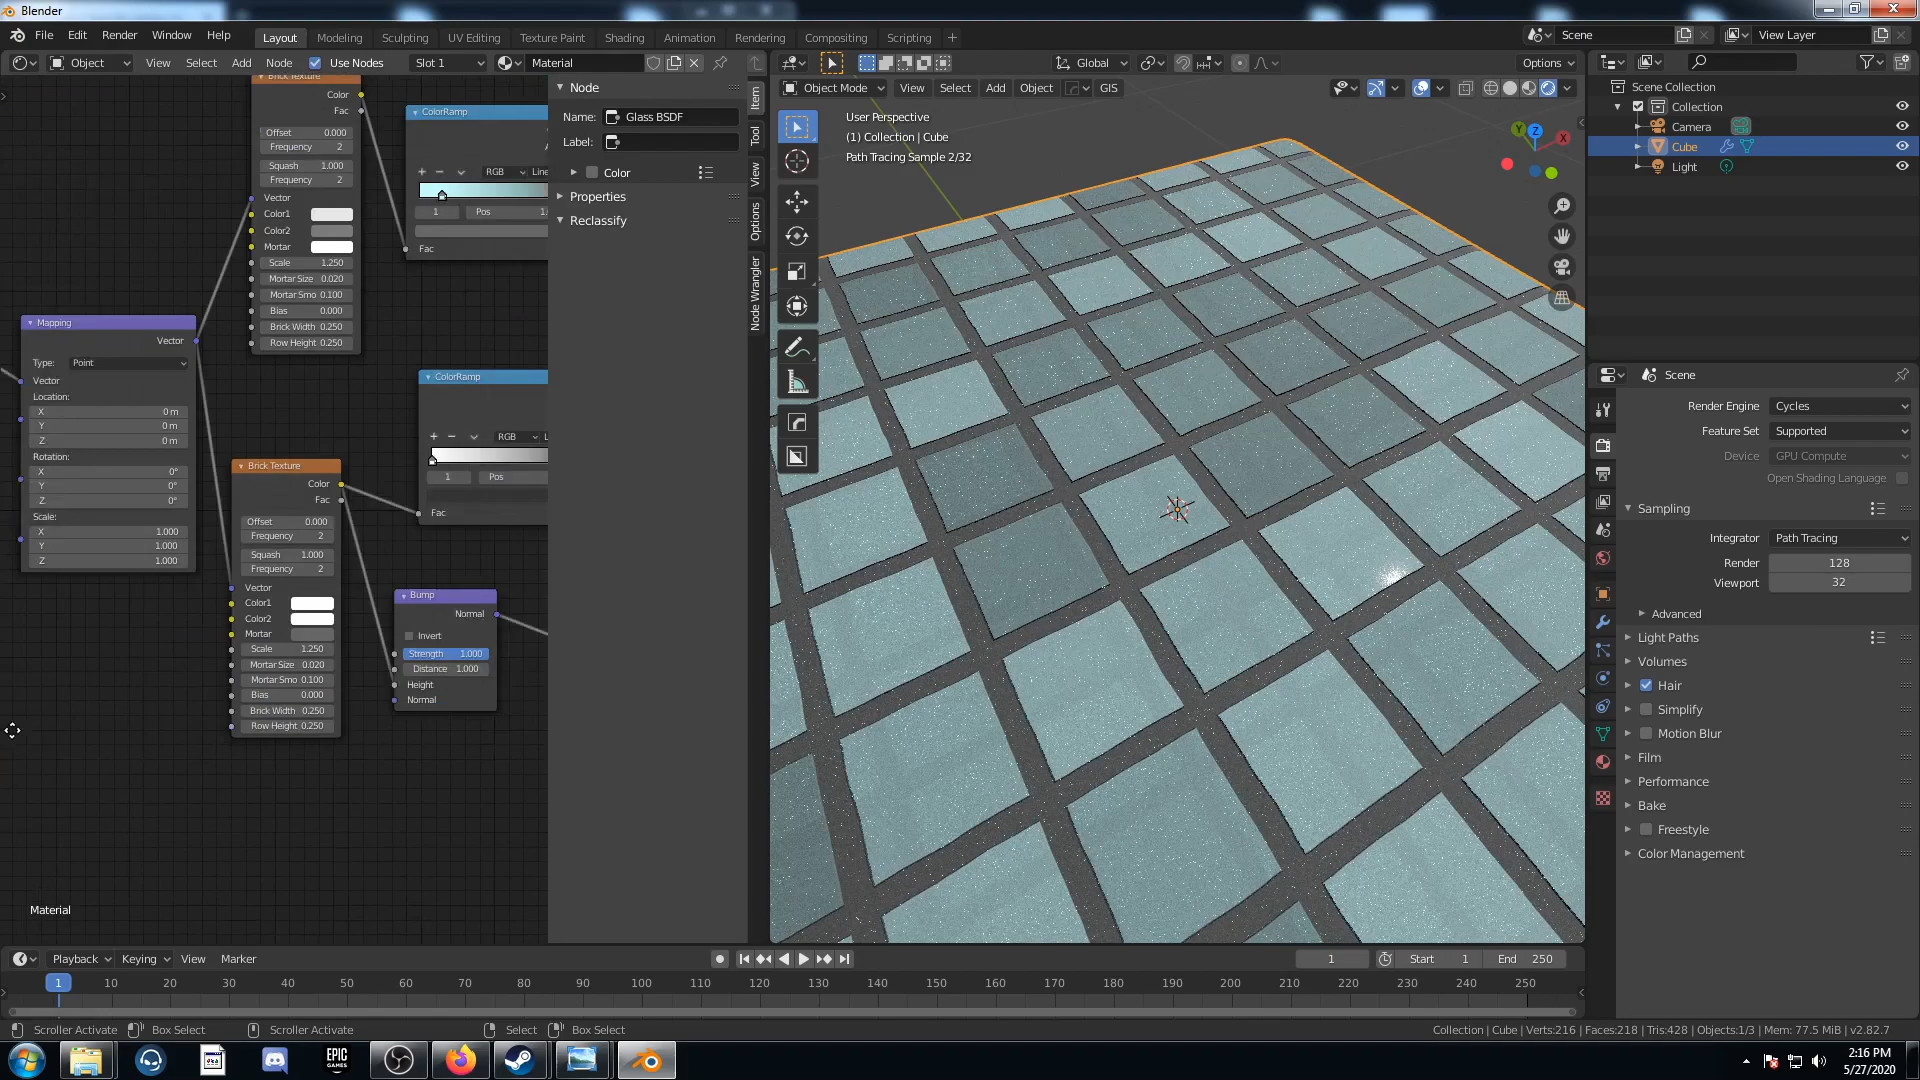 Blender
File Edit Render Window Help Layout Modeling Sculpting UV Editing Texture Paint Shading Animation Rendering Compositing Scripting Scene View Layer
Object View Select Add Node Use Nodes Slot 1 Material Global Options
Object Mode View Select Add Object GIS
User Perspective
(1) Collection | Cube
Path Tracing Sample 2/32
Brick Texture
Color
Fac
Offset 0.000
Frequency 2
Squash 1.000
Frequency 2
Vector
Color1
Color2
Mortar
Scale 1.250
Mortar Size 0.020
Mortar Smo 0.100
Bias 0.000
Brick Width 0.250
Row Height 0.250
ColorRamp
RGB Line
1 Pos 1.
Fac
Mapping
Vector
Type: Point
Vector
Location:
X 0 m
Y 0 m
Z 0 m
Rotation:
X 0°
Y 0°
Z 0°
Scale:
X 1.000
Y 1.000
Z 1.000
ColorRamp
RGB L
1 Pos
Fac
Brick Texture
Color
Fac
Offset 0.000
Frequency 2
Squash 1.000
Frequency 2
Vector
Color1
Color2
Mortar
Scale 1.250
Mortar Size 0.020
Mortar Smo 0.100
Bias 0.000
Brick Width 0.250
Row Height 0.250
Bump
Normal
Invert
Strength 1.000
Distance 1.000
Height
Normal
Material
Node
Name: Glass BSDF
Label:
Color
Properties
Reclassify
Item
Tool
View
Options
Node Wrangler
Z
X
Y
Scene Collection
Collection
Camera
Cube
Light
Scene
Render Engine Cycles
Feature Set Supported
Device GPU Compute
Open Shading Language
Sampling
Integrator Path Tracing
Render 128
Viewport 32
Advanced
Light Paths
Volumes
Hair
Simplify
Motion Blur
Film
Performance
Bake
Freestyle
Color Management
Playback Keying View Marker 1 Start 1 End 250
1 10 20 30 40 50 60 70 80 90 100 110 120 130 140 150 160 170 180 190 200 210 220 230 240 250
Scroller Activate Box Select Scroller Activate Select Box Select Collection | Cube | Verts:216 | Faces:218 | Tris:428 | Objects:1/3 | Mem: 77.5 MiB | v2.82.7
EPIC
GAMES
2:16 PM
5/27/2020